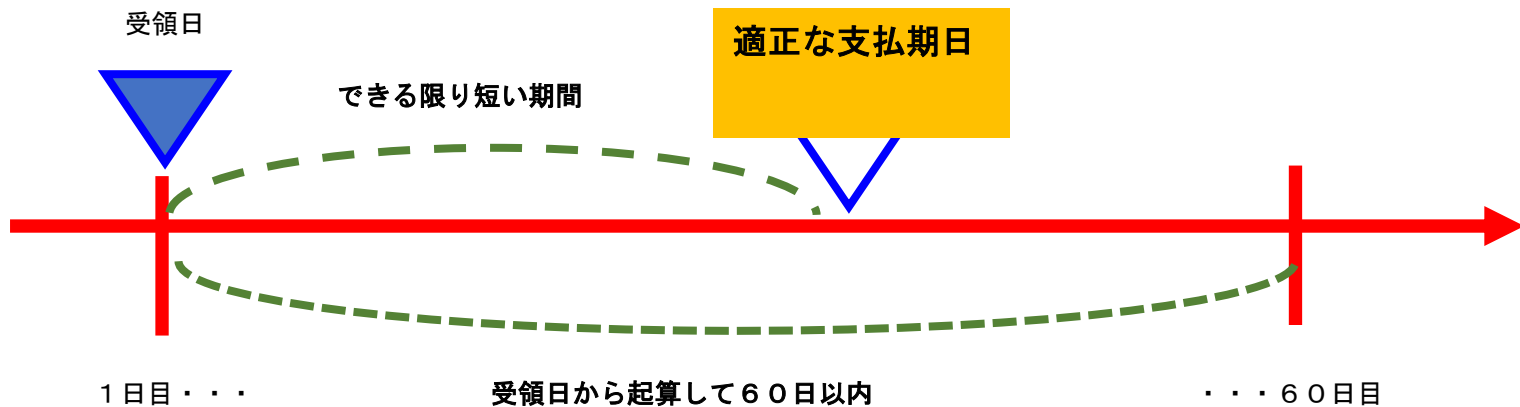 受領日
適正な支払期日
できる限り短い期間
１日目・・・
受領日から起算して６０日以内
・・・６０日目